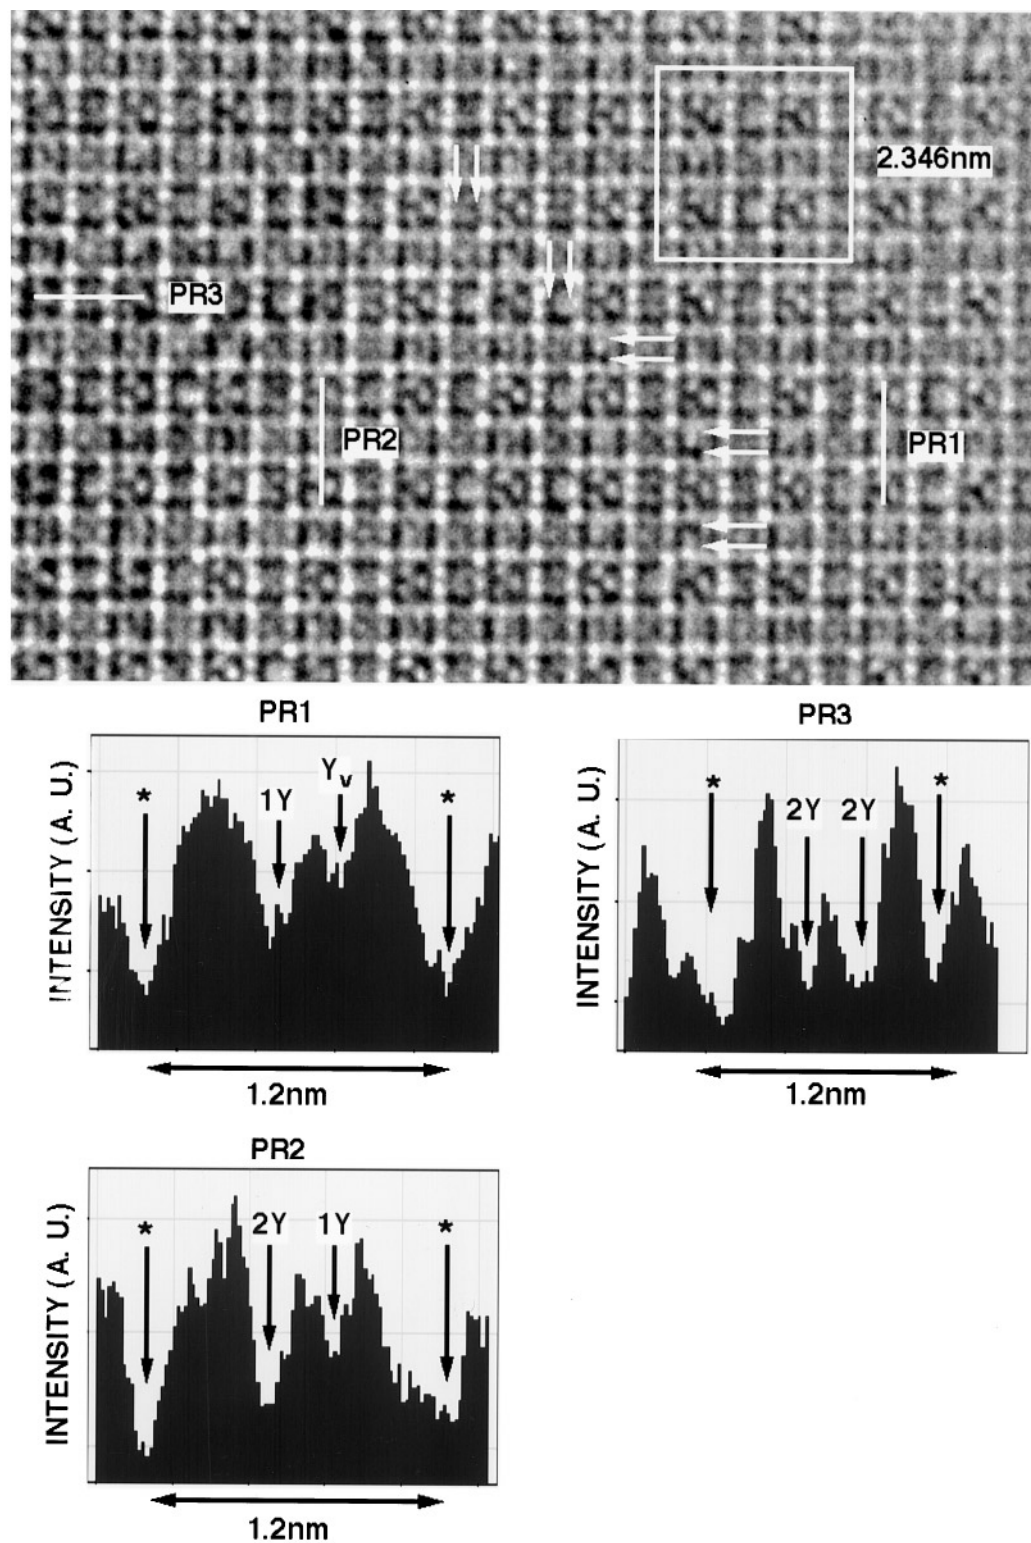 2.346nm
PR3
PR2
PR1
PR1
INTENSITY (A. U.)
*
1Y
Yv
*
1.2nm
PR3
INTENSITY (A. U.)
*
2Y
2Y
*
1.2nm
PR2
INTENSITY (A. U.)
*
2Y
1Y
*
1.2nm